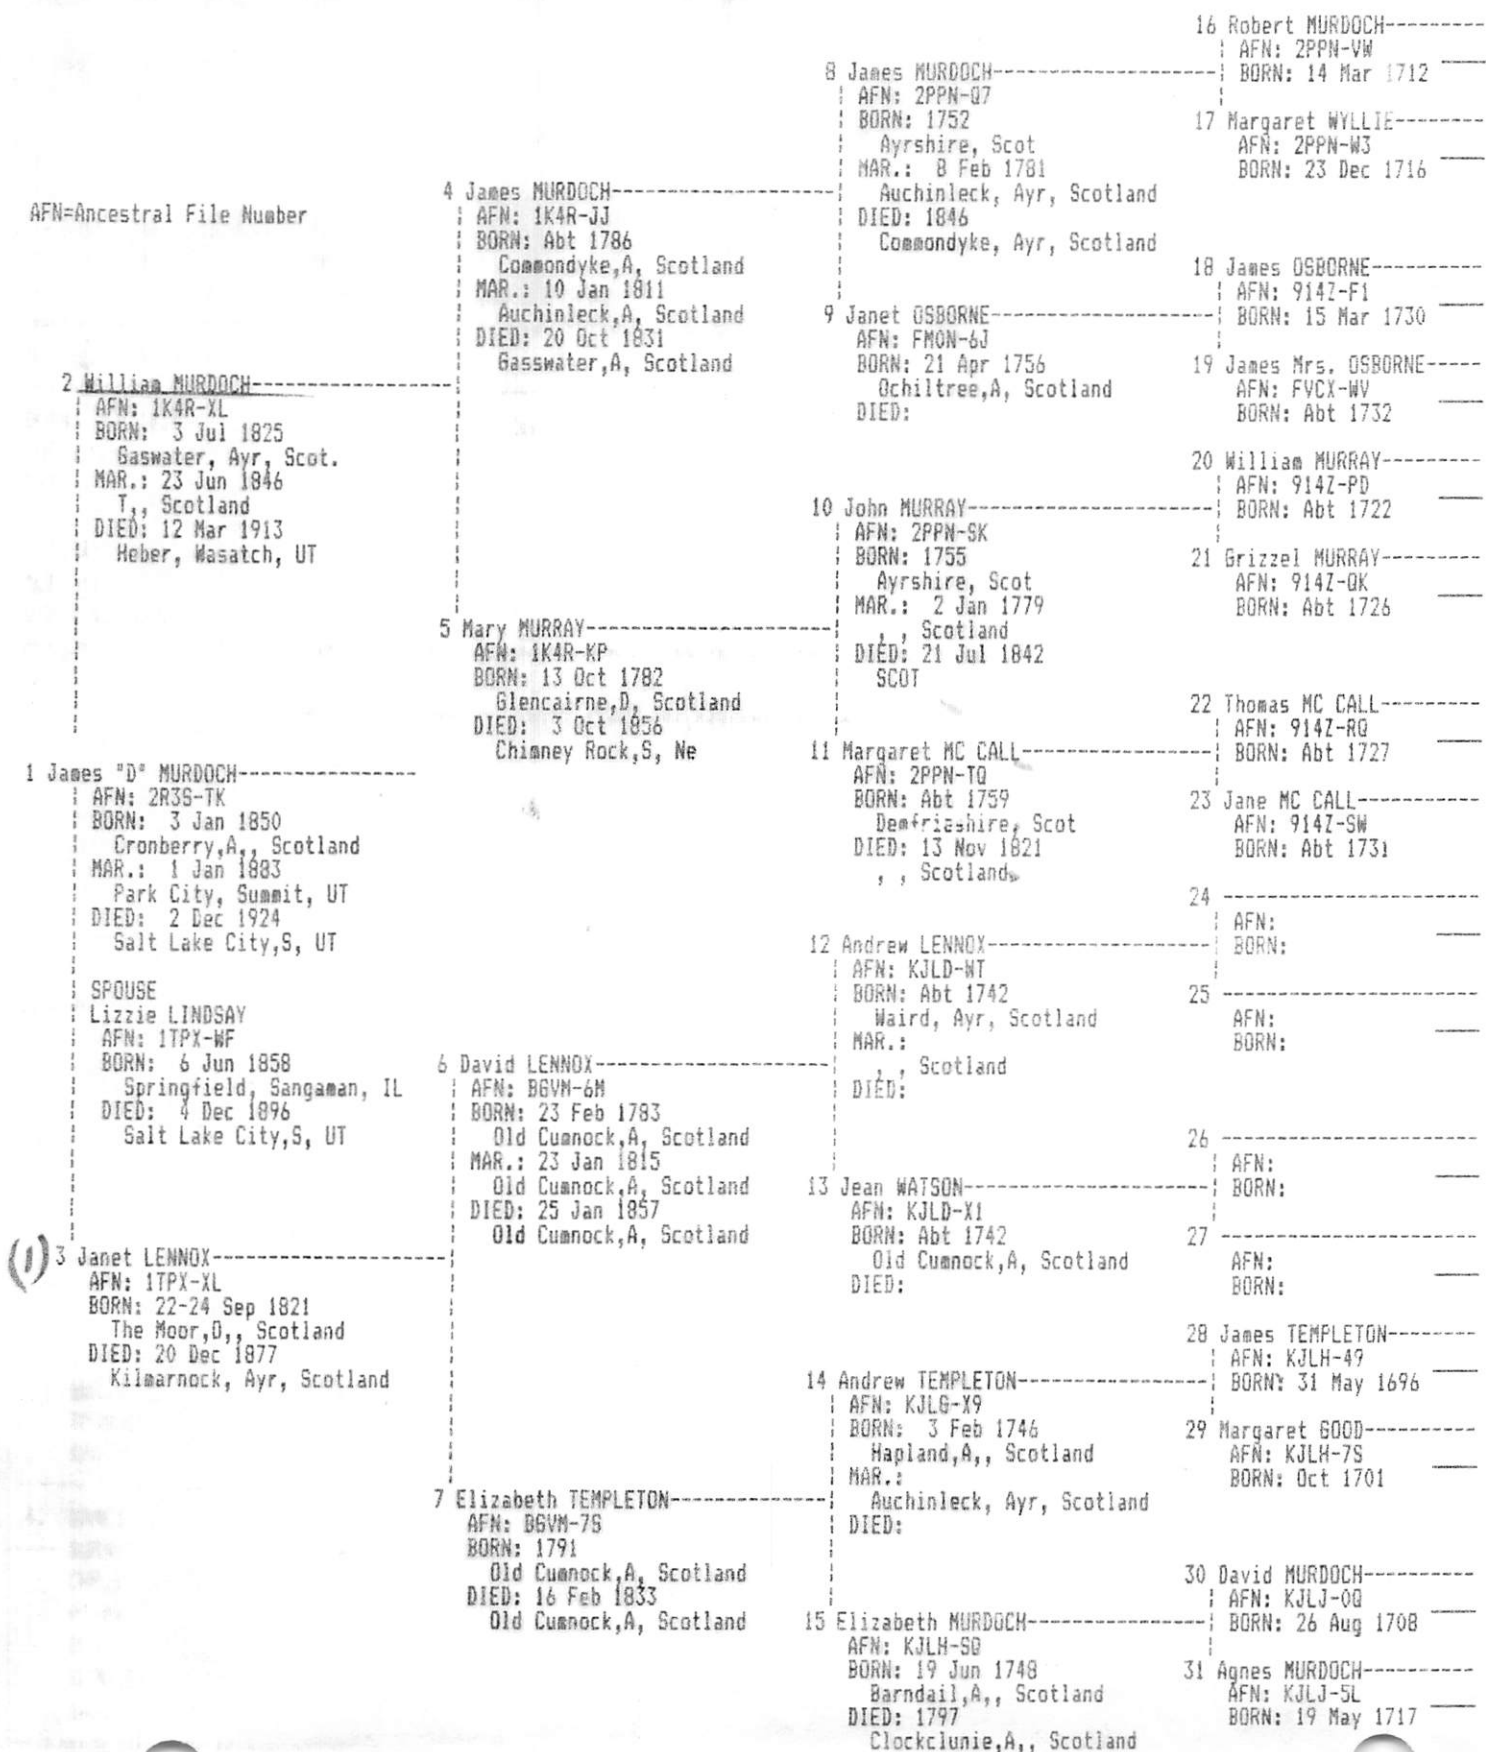 AFN=Ancestral File Number
1 James "D" MURDOCH
AFN: 2R3S-TK
BORN: 3 Jan 1850
Cronberry,A,, Scotland
MAR.: 1 Jan 1883
Park City, Summit, UT
DIED: 2 Dec 1924
Salt Lake City,S, UT
SPOUSE
Lizzie LINDSAY
AFN: 1TPX-WF
BORN: 6 Jun 1858
Springfield, Sangaman, IL
DIED: 4 Dec 1896
Salt Lake City,S, UT
2 William MURDOCH
AFN: 1K4R-XL
BORN: 3 Jul 1825
Gaswater, Ayr, Scot.
MAR.: 23 Jun 1846
T,, Scotland
DIED: 12 Mar 1913
Heber, Wasatch, UT
(1) 3 Janet LENNOX
AFN: 1TPX-XL
BORN: 22-24 Sep 1821
The Moor,D,, Scotland
DIED: 20 Dec 1877
Kilmarnock, Ayr, Scotland
4 James MURDOCH
AFN: 1K4R-JJ
BORN: Abt 1786
Commondyke,A, Scotland
MAR.: 10 Jan 1811
Auchinleck,A, Scotland
DIED: 20 Oct 1831
Gasswater,A, Scotland
5 Mary MURRAY
AFN: 1K4R-KP
BORN: 13 Oct 1782
Glencairne,D, Scotland
DIED: 3 Oct 1856
Chimney Rock,S, Ne
6 David LENNOX
AFN: BGVM-6M
BORN: 23 Feb 1783
Old Cumnock,A, Scotland
MAR.: 23 Jan 1815
Old Cumnock,A, Scotland
DIED: 25 Jan 1857
Old Cumnock,A, Scotland
7 Elizabeth TEMPLETON
AFN: BGVM-7S
BORN: 1791
Old Cumnock,A, Scotland
DIED: 16 Feb 1833
Old Cumnock,A, Scotland
8 James MURDOCH
AFN: 2PPN-Q7
BORN: 1752
Ayrshire, Scot
MAR.: 8 Feb 1781
Auchinleck, Ayr, Scotland
DIED: 1846
Commondyke, Ayr, Scotland
9 Janet OSBORNE
AFN: FMON-6J
BORN: 21 Apr 1756
Ochiltree,A, Scotland
DIED:
10 John MURRAY
AFN: 2PPN-SK
BORN: 1755
Ayrshire, Scot
MAR.: 2 Jan 1779
, , Scotland
DIED: 21 Jul 1842
SCOT
11 Margaret MC CALL
AFN: 2PPN-TQ
BORN: Abt 1759
Demfriashire, Scot
DIED: 13 Nov 1821
, , Scotland
12 Andrew LENNOX
AFN: KJLD-WT
BORN: Abt 1742
Waird, Ayr, Scotland
MAR.:
, , Scotland
DIED:
13 Jean WATSON
AFN: KJLD-X1
BORN: Abt 1742
Old Cumnock,A, Scotland
DIED:
14 Andrew TEMPLETON
AFN: KJLG-X9
BORN: 3 Feb 1746
Hapland,A,, Scotland
MAR.:
Auchinleck, Ayr, Scotland
DIED:
15 Elizabeth MURDOCH
AFN: KJLH-SQ
BORN: 19 Jun 1748
Barndail,A,, Scotland
DIED: 1797
Clockclunie,A,, Scotland
16 Robert MURDOCH
AFN: 2PPN-VW
BORN: 14 Mar 1712
17 Margaret WYLLIE
AFN: 2PPN-W3
BORN: 23 Dec 1716
18 James OSBORNE
AFN: 914Z-F1
BORN: 15 Mar 1730
19 James Mrs. OSBORNE
AFN: FVCX-WV
BORN: Abt 1732
20 William MURRAY
AFN: 914Z-PD
BORN: Abt 1722
21 Grizzel MURRAY
AFN: 914Z-QK
BORN: Abt 1726
22 Thomas MC CALL
AFN: 914Z-RQ
BORN: Abt 1727
23 Jane MC CALL
AFN: 914Z-SW
BORN: Abt 1731
24
AFN:
BORN:
25
AFN:
BORN:
26
AFN:
BORN:
27
AFN:
BORN:
28 James TEMPLETON
AFN: KJLH-49
BORN: 31 May 1696
29 Margaret GOOD
AFN: KJLH-7S
BORN: Oct 1701
30 David MURDOCH
AFN: KJLJ-0Q
BORN: 26 Aug 1708
31 Agnes MURDOCH
AFN: KJLJ-5L
BORN: 19 May 1717